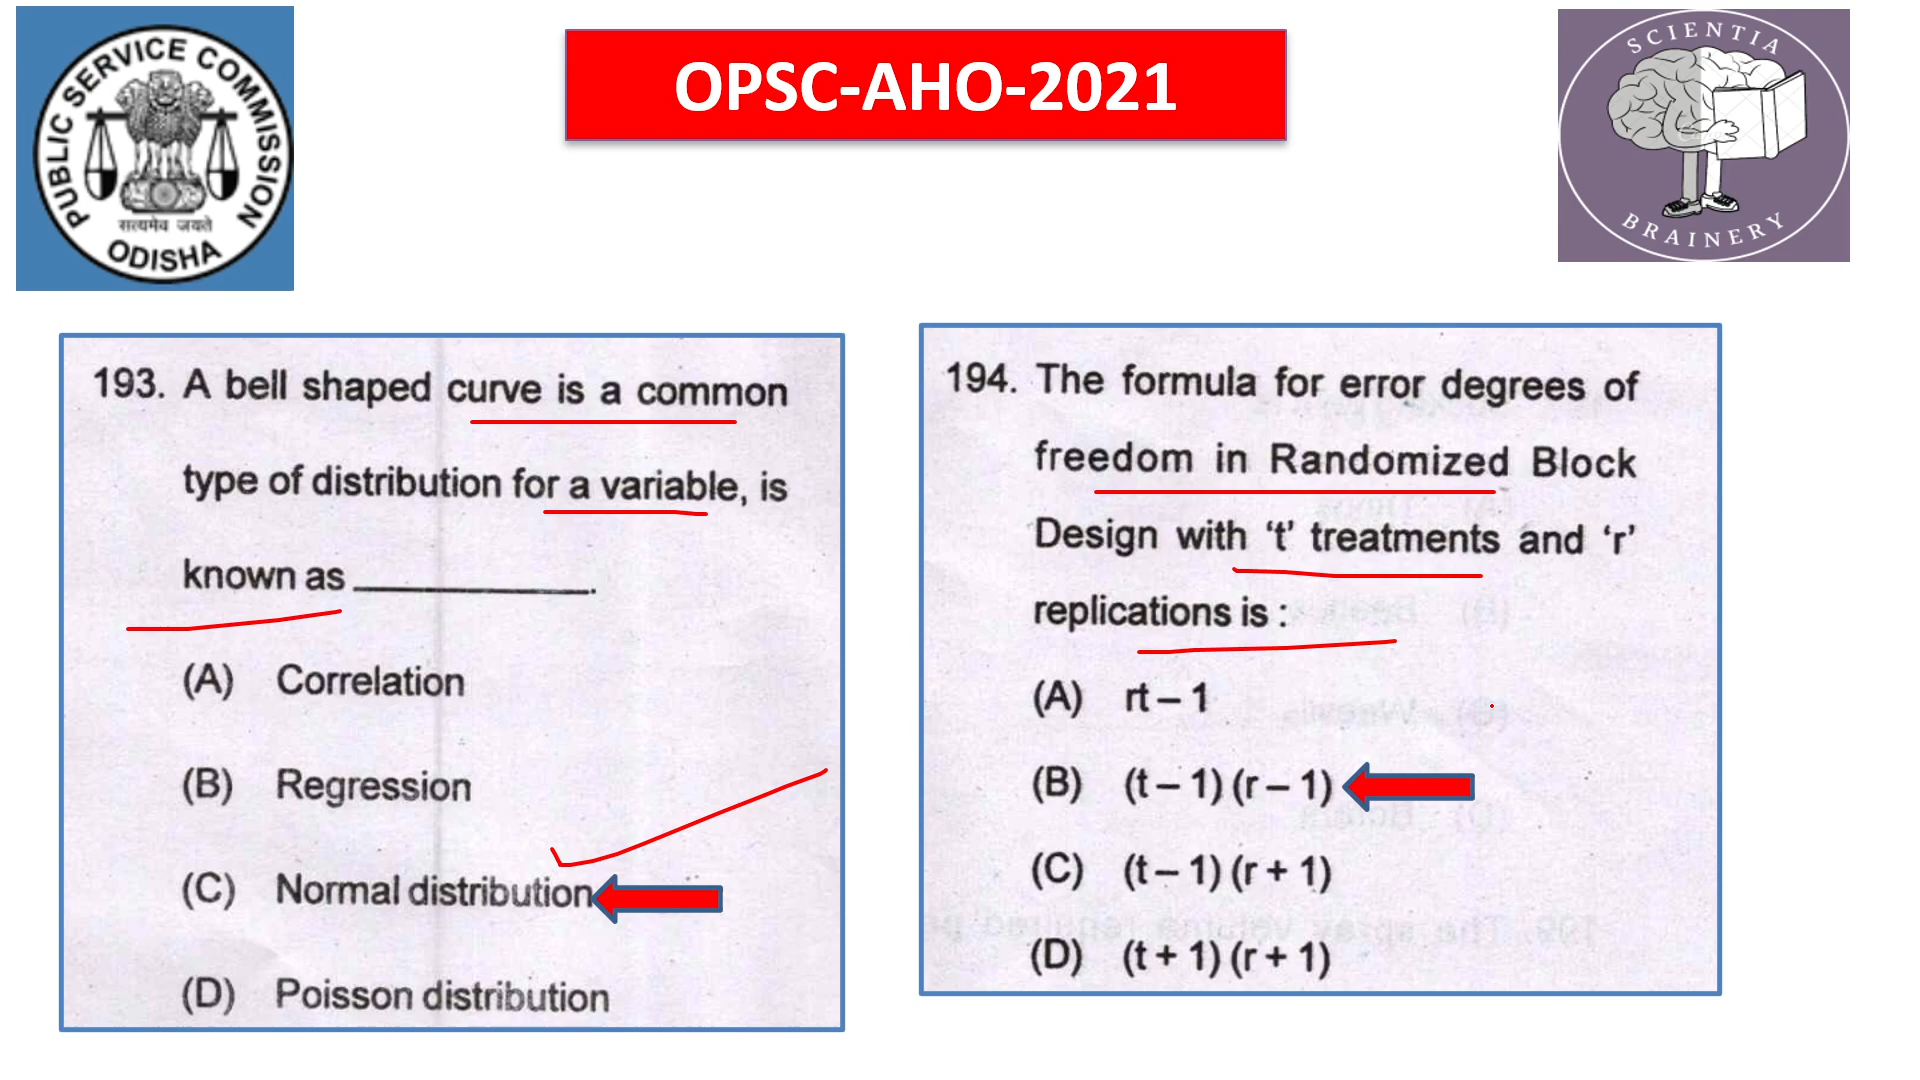 PUBLIC SERVICE COMMISSION
सत्यमेव जयते
ODISHA
OPSC-AHO-2021
SCIENTIA
BRAINERY
193. A bell shaped curve is a common
type of distribution for a variable, is
known as ____________.
(A) Correlation
(B) Regression
(C) Normal distribution
(D) Poisson distribution
194. The formula for error degrees of
freedom in Randomized Block
Design with ‘t’ treatments and ‘r’
replications is :
(A) rt – 1
(B) (t – 1) (r – 1)
(C) (t – 1) (r + 1)
(D) (t + 1) (r + 1)